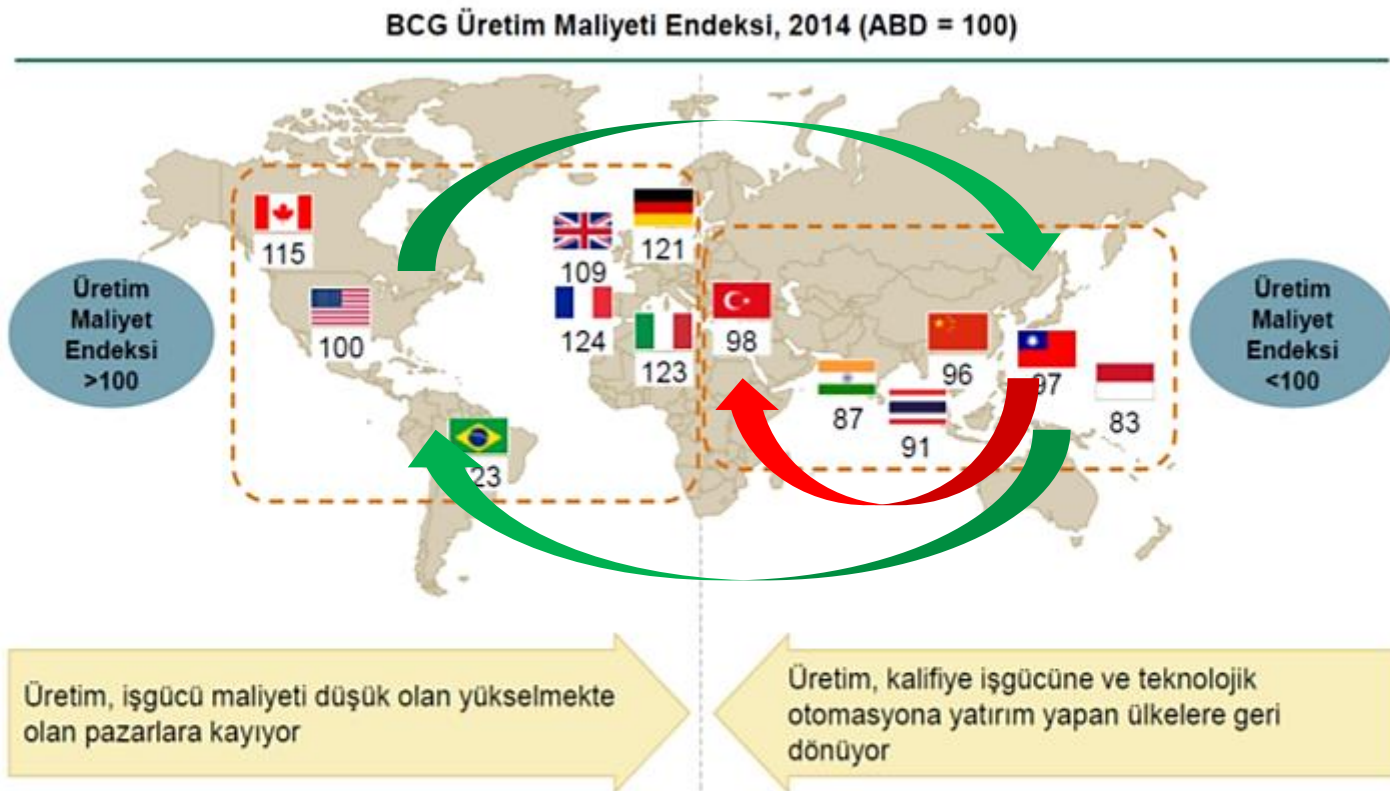 BCG Üretim Maliyeti Endeksi, 2014 (ABD = 100)
115
100
109
121
124
123
98
96
97
87
91
83
23
Üretim
Maliyet
Endeksi
>100
Üretim
Maliyet
Endeksi
<100
Üretim, işgücü maliyeti düşük olan yükselmekte
olan pazarlara kayıyor
Üretim, kalifiye işgücüne ve teknolojik
otomasyona yatırım yapan ülkelere geri
dönüyor